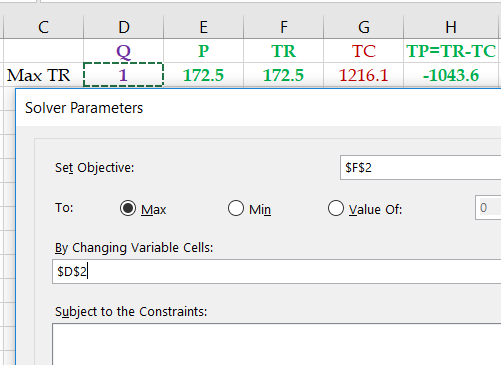 C D E F G H
Q P TR TC TP=TR-TC
Max TR 1 172.5 172.5 1216.1 -1043.6
Solver Parameters
Set Objective: $F$2
To: Max Min Value Of: 0
By Changing Variable Cells:
$D$2
Subject to the Constraints: